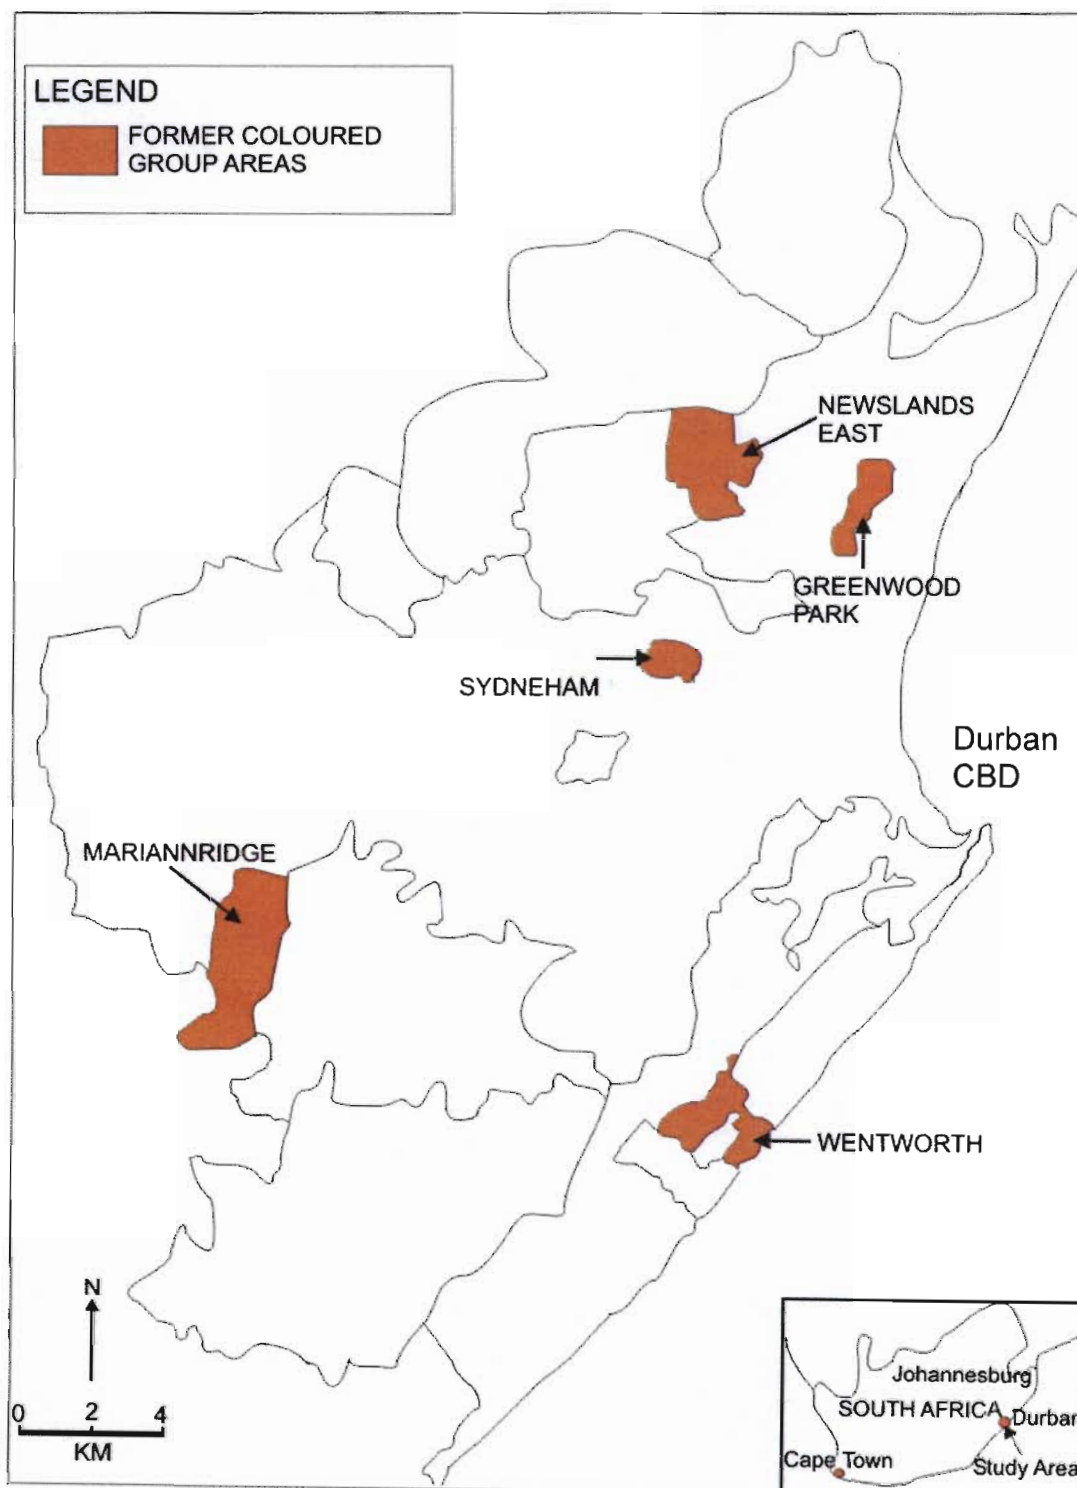 LEGEND
FORMER COLOURED
GROUP AREAS
NEWSLANDS
EAST
GREENWOOD
PARK
SYDNEHAM
Durban
CBD
MARIANNRIDGE
WENTWORTH
N
0 2 4
KM
Johannesburg
SOUTH AFRICA
Durban
Cape Town
Study Area